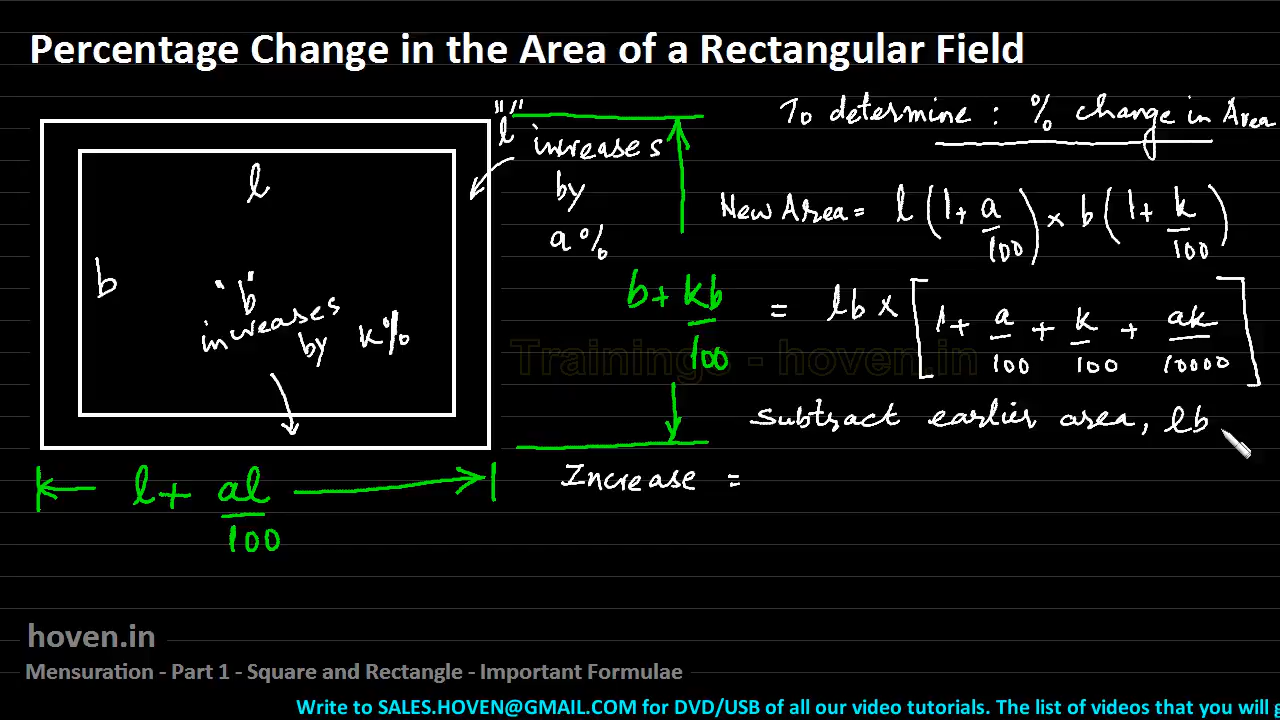 Percentage Change in the Area of a Rectangular Field
To determine : % change in Area
"l"
increases
by
a%
l
b
"b"
increases
by k%
New Area = l(1+ a/100) × b(1+ k/100)
b + kb/100
= lb × [1+ a/100 + k/100 + ak/10000]
Trainings - hoven.in
Subtract earlier area, lb
Increase =
l + al/100
hoven.in
Mensuration - Part 1 - Square and Rectangle - Important Formulae
Write to SALES.HOVEN@GMAIL.COM for DVD/USB of all our video tutorials. The list of videos that you will g